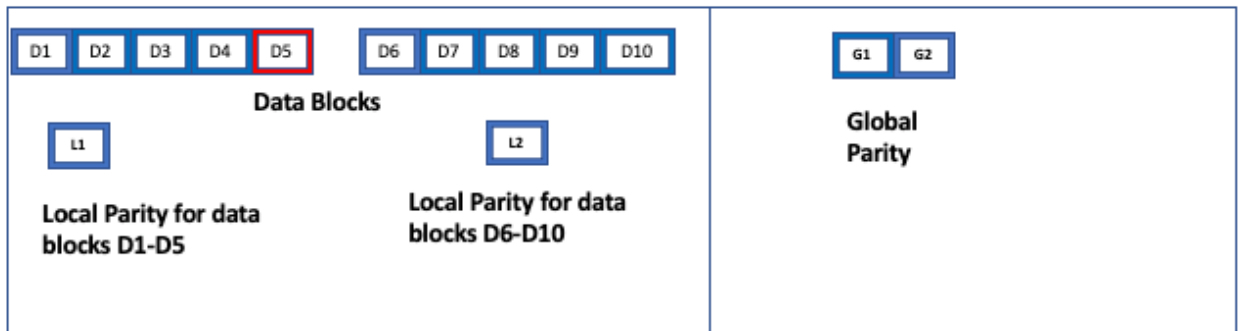 D1 D2 D3 D4 D5 D6 D7 D8 D9 D10
Data Blocks
L1
Local Parity for data
blocks D1-D5
L2
Local Parity for data
blocks D6-D10
G1 G2
Global
Parity